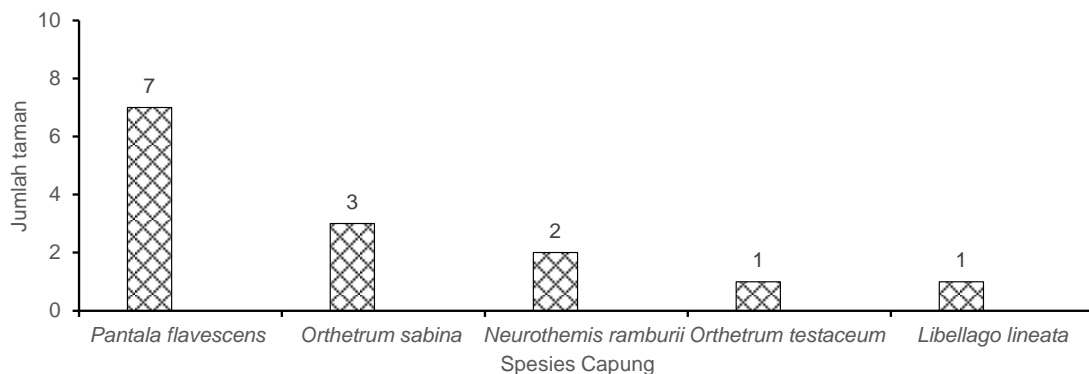 10
8
6
4
2
0
Jumlah taman
7
3
2
1
1
Pantala flavescens
Orthetrum sabina
Neurothemis ramburii
Orthetrum testaceum
Libellago lineata
Spesies Capung